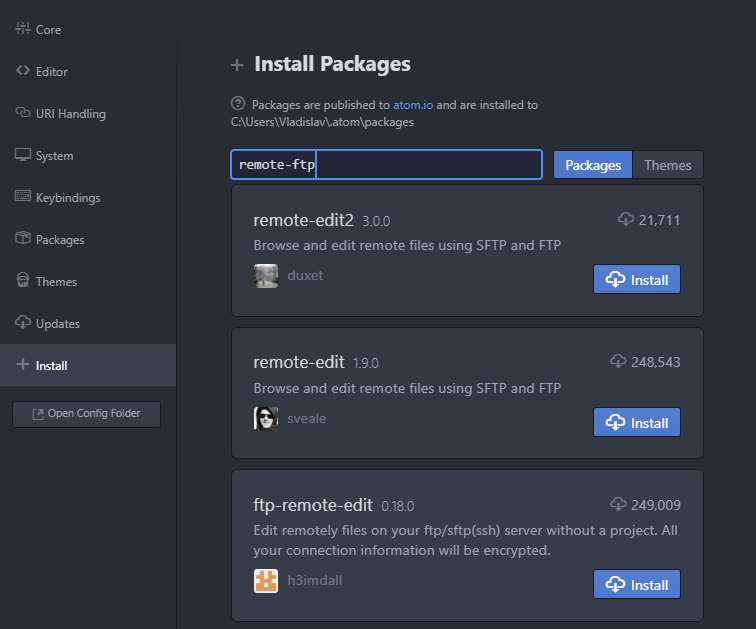 Core
Editor
URI Handling
System
Keybindings
Packages
Themes
Updates
Install
Open Config Folder
Install Packages
Packages are published to atom.io and are installed to
C:\Users\Vladislav\.atom\packages
remote-ftp
Packages Themes
remote-edit2 3.0.0 21,711
Browse and edit remote files using SFTP and FTP
duxet Install
remote-edit 1.9.0 248,543
Browse and edit remote files using SFTP and FTP
sveale Install
ftp-remote-edit 0.18.0 249,009
Edit remotely files on your ftp/sftp(ssh) server without a project. All
your connection information will be encrypted.
h3imdall Install